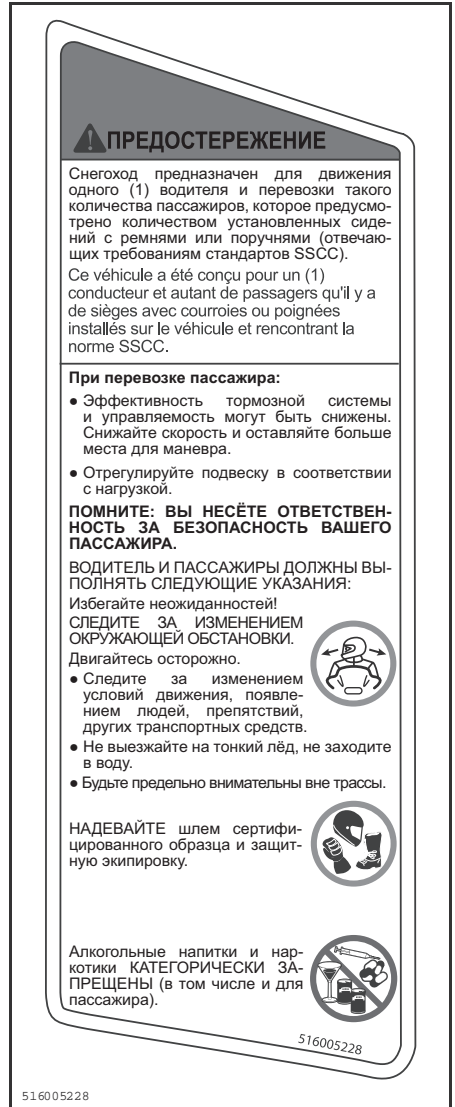 ПРЕДОСТЕРЕЖЕНИЕ
Снегоход предназначен для движения
одного (1) водителя и перевозки такого
количества пассажиров, которое предусмо-
трено количеством установленных сиде-
ний с ремнями или поручнями (отвечаю-
щих требованиям стандартов SSCC).
Ce véhicule a été conçu pour un (1)
conducteur et autant de passagers qu'il y a
de sièges avec courroies ou poignées
installés sur le véhicule et rencontrant la
norme SSCC.
При перевозке пассажира:
● Эффективность тормозной системы
и управляемость могут быть снижены.
Снижайте скорость и оставляйте больше
места для маневра.
● Отрегулируйте подвеску в соответствии
с нагрузкой.
ПОМНИТЕ: ВЫ НЕСЁТЕ ОТВЕТСТВЕН-
НОСТЬ ЗА БЕЗОПАСНОСТЬ ВАШЕГО
ПАССАЖИРА.
ВОДИТЕЛЬ И ПАССАЖИРЫ ДОЛЖНЫ ВЫ-
ПОЛНЯТЬ СЛЕДУЮЩИЕ УКАЗАНИЯ:
Избегайте неожиданностей!
СЛЕДИТЕ ЗА ИЗМЕНЕНИЕМ
ОКРУЖАЮЩЕЙ ОБСТАНОВКИ.
Двигайтесь осторожно.
● Следите за изменением
условий движения, появле-
нием людей, препятствий,
других транспортных средств.
● Не выезжайте на тонкий лёд, не заходите
в воду.
● Будьте предельно внимательны вне трассы.
НАДЕВАЙТЕ шлем сертифи-
цированного образца и защит-
ную экипировку.
Алкогольные напитки и нар-
котики КАТЕГОРИЧЕСКИ ЗА-
ПРЕЩЕНЫ (в том числе и для
пассажира).
516005228
516005228